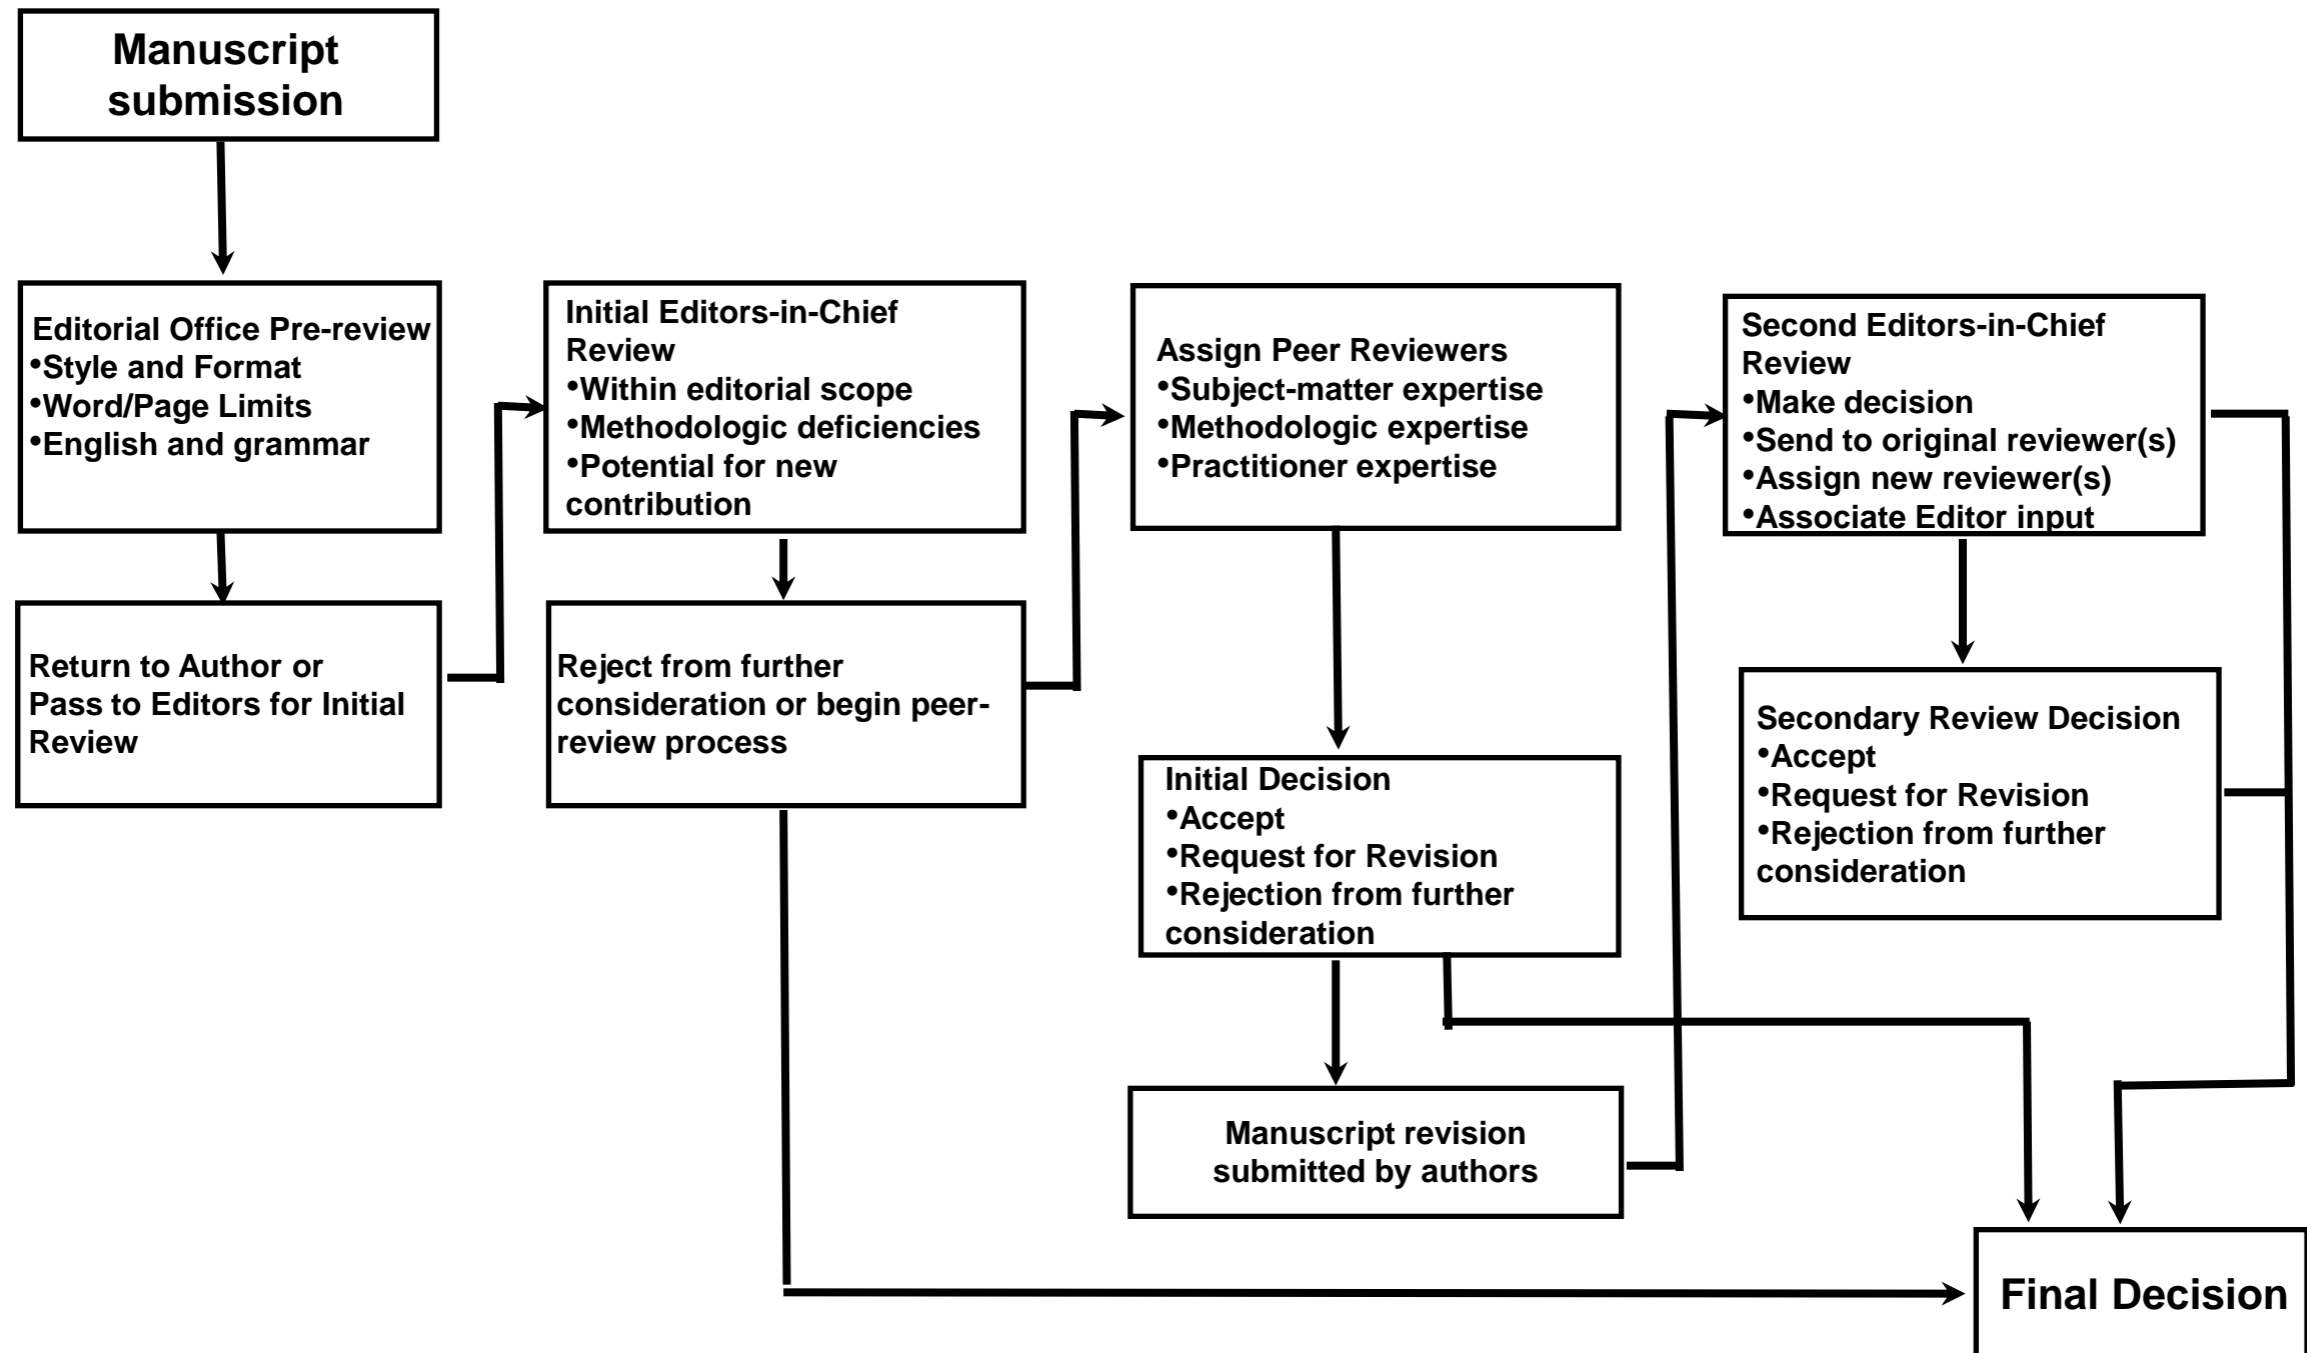 Manuscript
submission
Editorial Office Pre-review
•Style and Format
•Word/Page Limits
•English and grammar
Return to Author or
Pass to Editors for Initial
Review
Initial Editors-in-Chief
Review
•Within editorial scope
•Methodologic deficiencies
•Potential for new
contribution
Reject from further
consideration or begin peer-
review process
Assign Peer Reviewers
•Subject-matter expertise
•Methodologic expertise
•Practitioner expertise
Initial Decision
•Accept
•Request for Revision
•Rejection from further
consideration
Manuscript revision
submitted by authors
Second Editors-in-Chief
Review
•Make decision
•Send to original reviewer(s)
•Assign new reviewer(s)
•Associate Editor input
Secondary Review Decision
•Accept
•Request for Revision
•Rejection from further
consideration
Final Decision